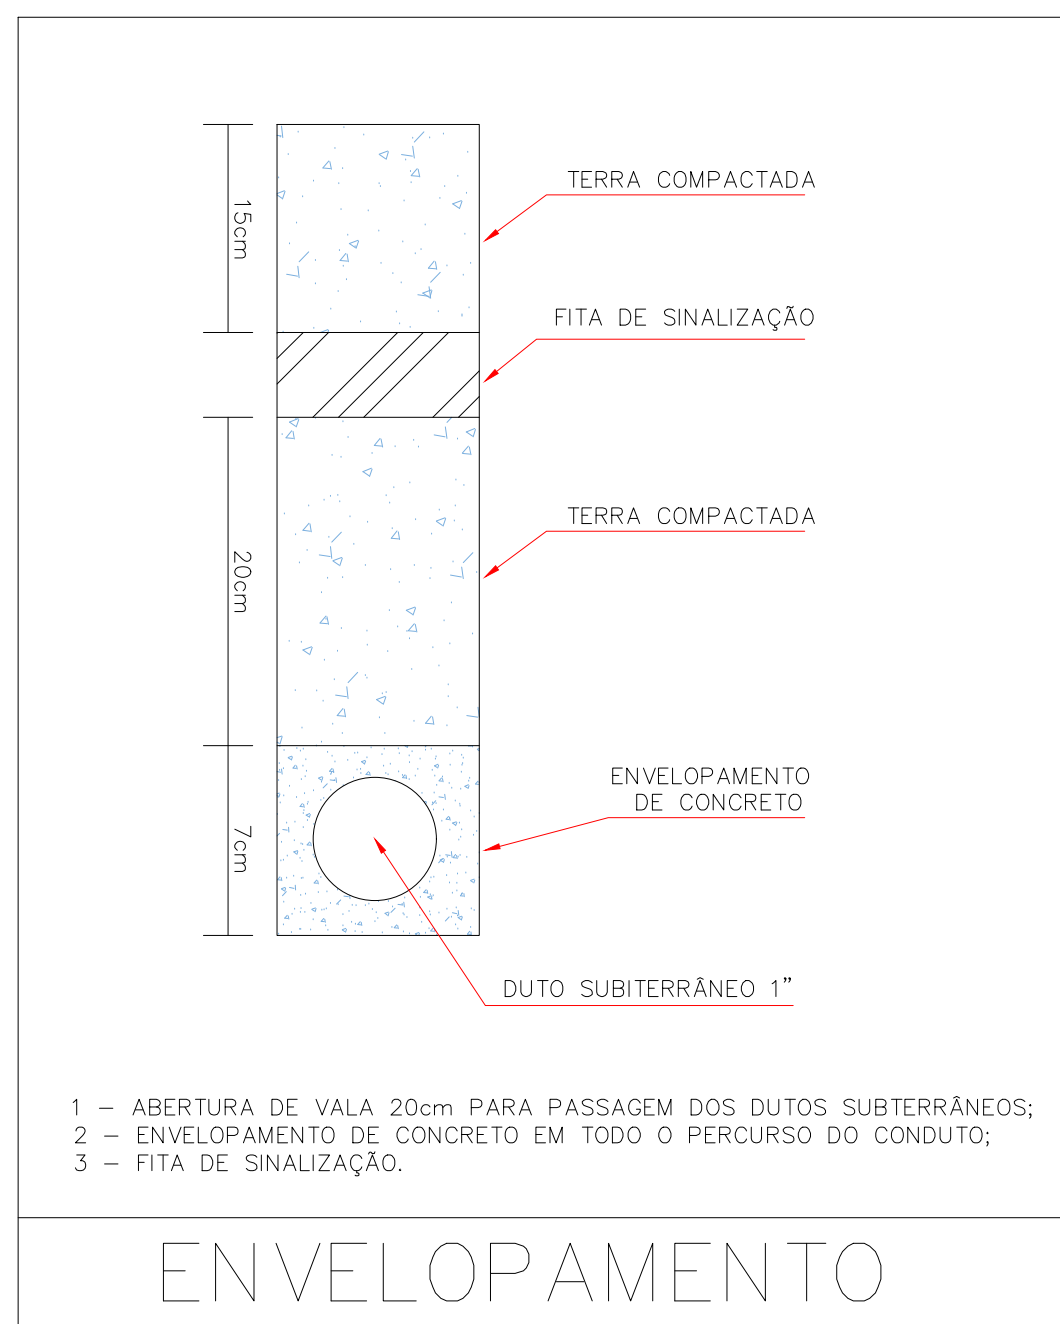 15cm
TERRA COMPACTADA
FITA DE SINALIZAÇÃO
20cm
TERRA COMPACTADA
7cm
ENVELOPAMENTO
DE CONCRETO
DUTO SUBITERRÂNEO 1”
1 – ABERTURA DE VALA 20cm PARA PASSAGEM DOS DUTOS SUBTERRÂNEOS;
2 – ENVELOPAMENTO DE CONCRETO EM TODO O PERCURSO DO CONDUTO;
3 – FITA DE SINALIZAÇÃO.
ENVELOPAMENTO